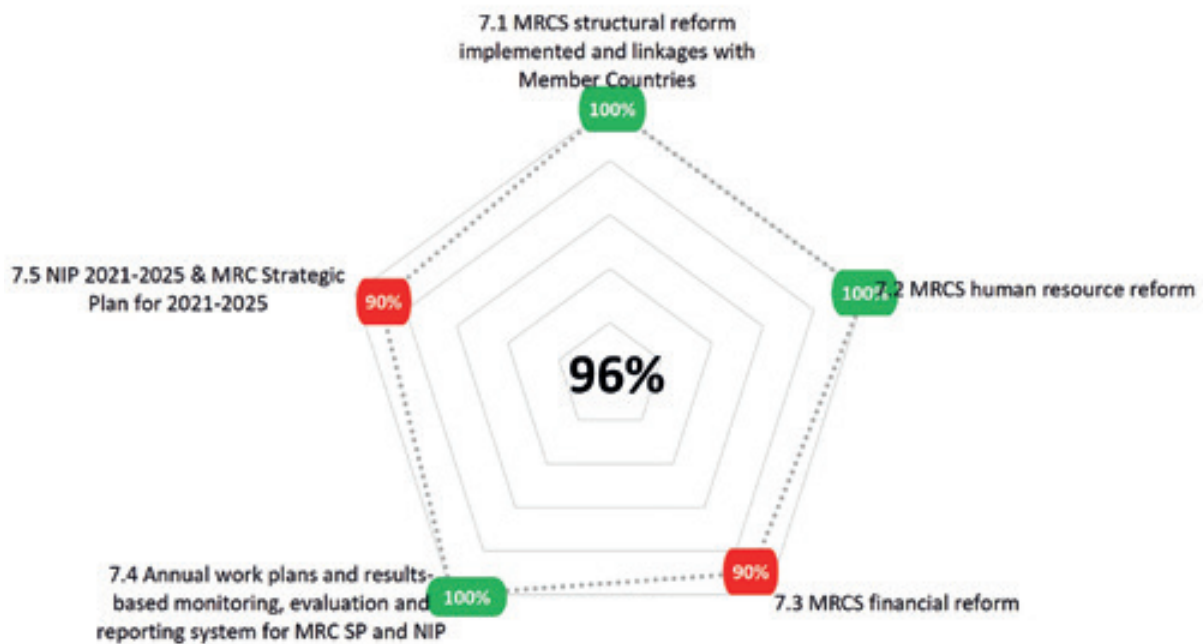 7.1 MRCS structural reform
implemented and linkages with
Member Countries
100%
7.5 NIP 2021-2025 & MRC Strategic
Plan for 2021-2025
90%
100%
7.2 MRCS human resource reform
96%
7.4 Annual work plans and results-
based monitoring, evaluation and
reporting system for MRC SP and NIP
100%
90%
7.3 MRCS financial reform